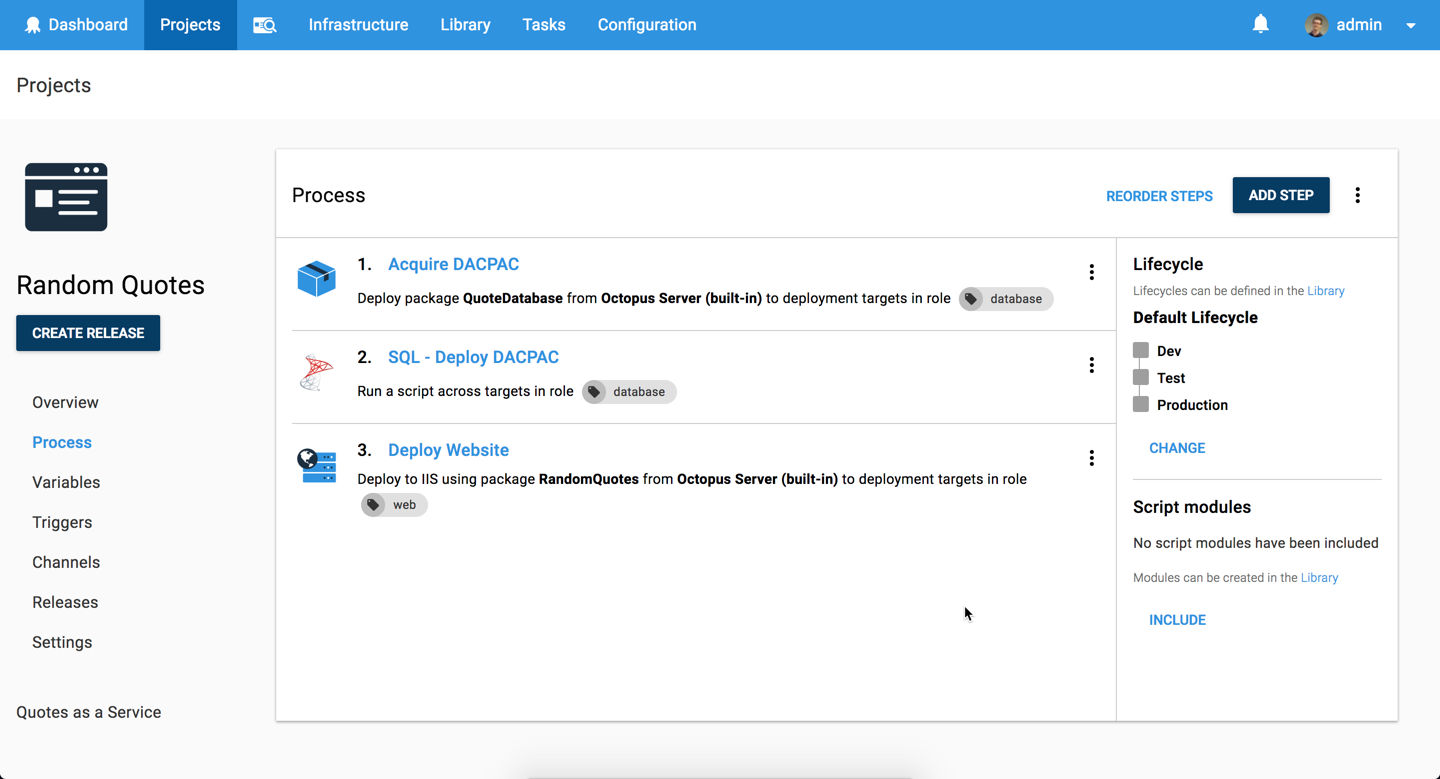 Dashboard
Projects
Infrastructure
Library
Tasks
Configuration
admin
Projects
Random Quotes
CREATE RELEASE
Overview
Process
Variables
Triggers
Channels
Releases
Settings
Quotes as a Service
Process
REORDER STEPS
ADD STEP
1. Acquire DACPAC
Deploy package QuoteDatabase from Octopus Server (built-in) to deployment targets in role database
2. SQL - Deploy DACPAC
Run a script across targets in role database
3. Deploy Website
Deploy to IIS using package RandomQuotes from Octopus Server (built-in) to deployment targets in role
web
Lifecycle
Lifecycles can be defined in the Library
Default Lifecycle
Dev
Test
Production
CHANGE
Script modules
No script modules have been included
Modules can be created in the Library
INCLUDE